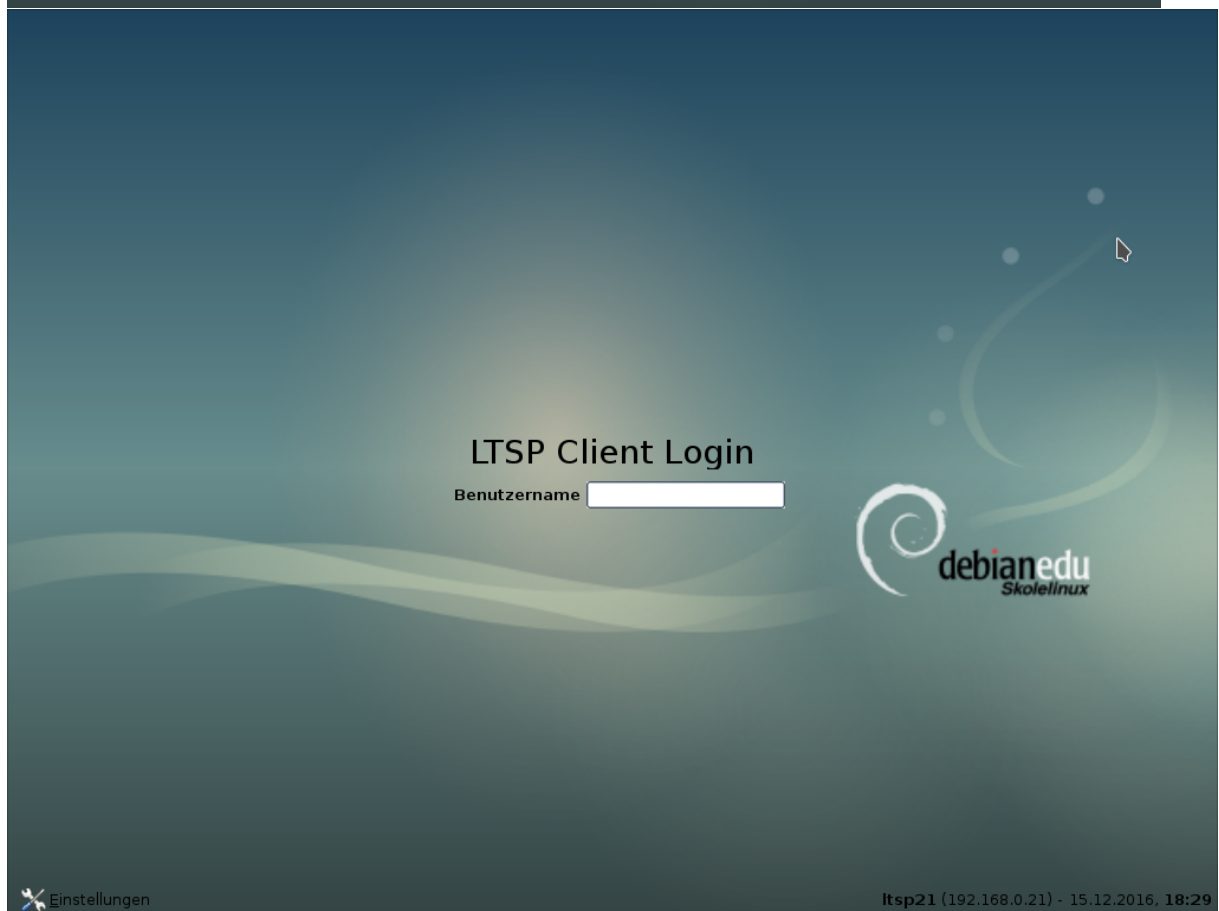 LTSP Client Login
Benutzername
debianedu
Skolelinux
Einstellungen
ltsp21 (192.168.0.21) - 15.12.2016, 18:29